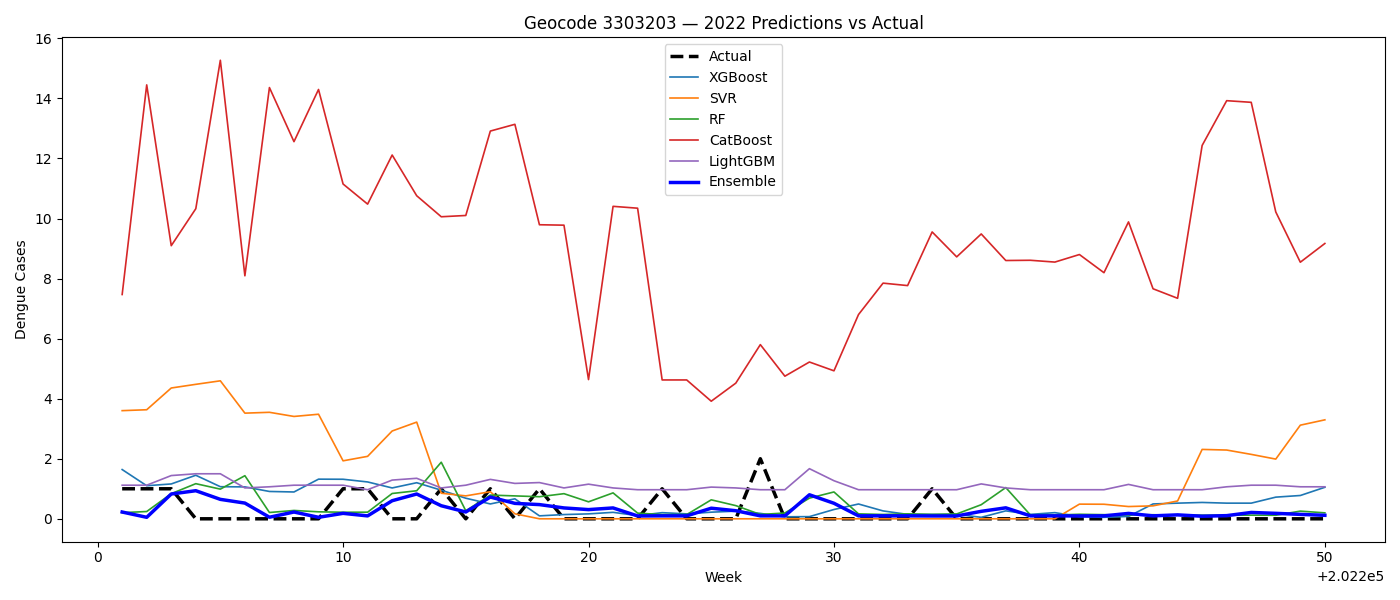 Geocode 3303203 — 2022 Predictions vs Actual
Dengue Cases
16
14
12
10
8
6
4
2
0
Actual
XGBoost
SVR
RF
CatBoost
LightGBM
Ensemble
0 10 20 30 40 50
Week
+2.022e5